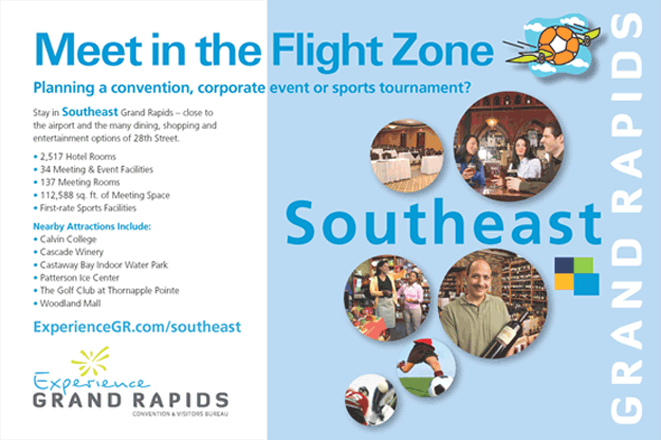 Meet in the Flight Zone
Planning a convention, corporate event or sports tournament?
Stay in Southeast Grand Rapids – close to
the airport and the many dining, shopping and
entertainment options of 28th Street.
• 2,517 Hotel Rooms
• 34 Meeting & Event Facilities
• 137 Meeting Rooms
• 112,588 sq. ft. of Meeting Space
• First-rate Sports Facilities
Nearby Attractions Include:
• Calvin College
• Cascade Winery
• Castaway Bay Indoor Water Park
• Patterson Ice Center
• The Golf Club at Thornapple Pointe
• Woodland Mall
ExperienceGR.com/southeast
Experience
GRAND RAPIDS
CONVENTION & VISITORS BUREAU
Southeast
GRAND RAPIDS